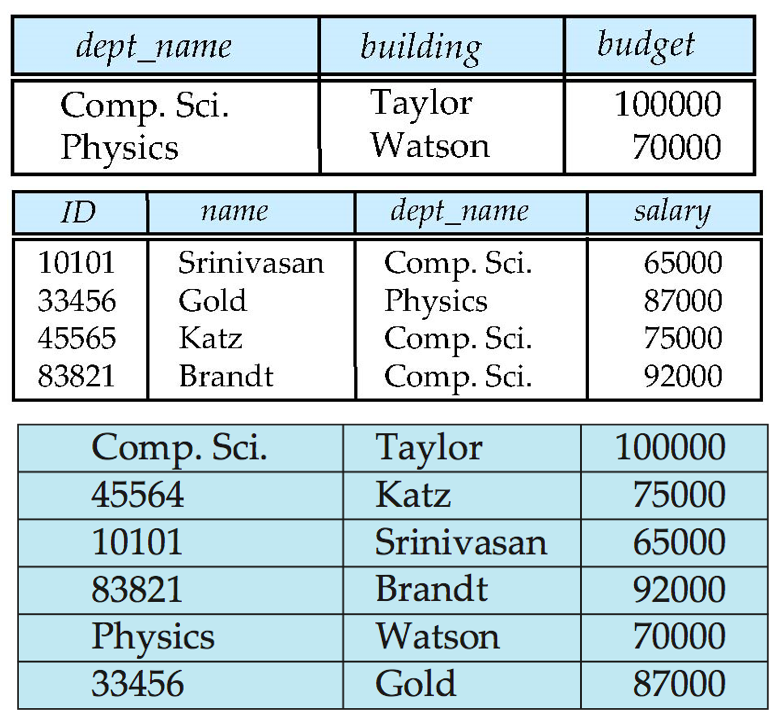 dept_name building budget
Comp. Sci. Taylor 100000
Physics Watson 70000
ID name dept_name salary
10101 Srinivasan Comp. Sci. 65000
33456 Gold Physics 87000
45565 Katz Comp. Sci. 75000
83821 Brandt Comp. Sci. 92000
Comp. Sci. Taylor 100000
45564 Katz 75000
10101 Srinivasan 65000
83821 Brandt 92000
Physics Watson 70000
33456 Gold 87000